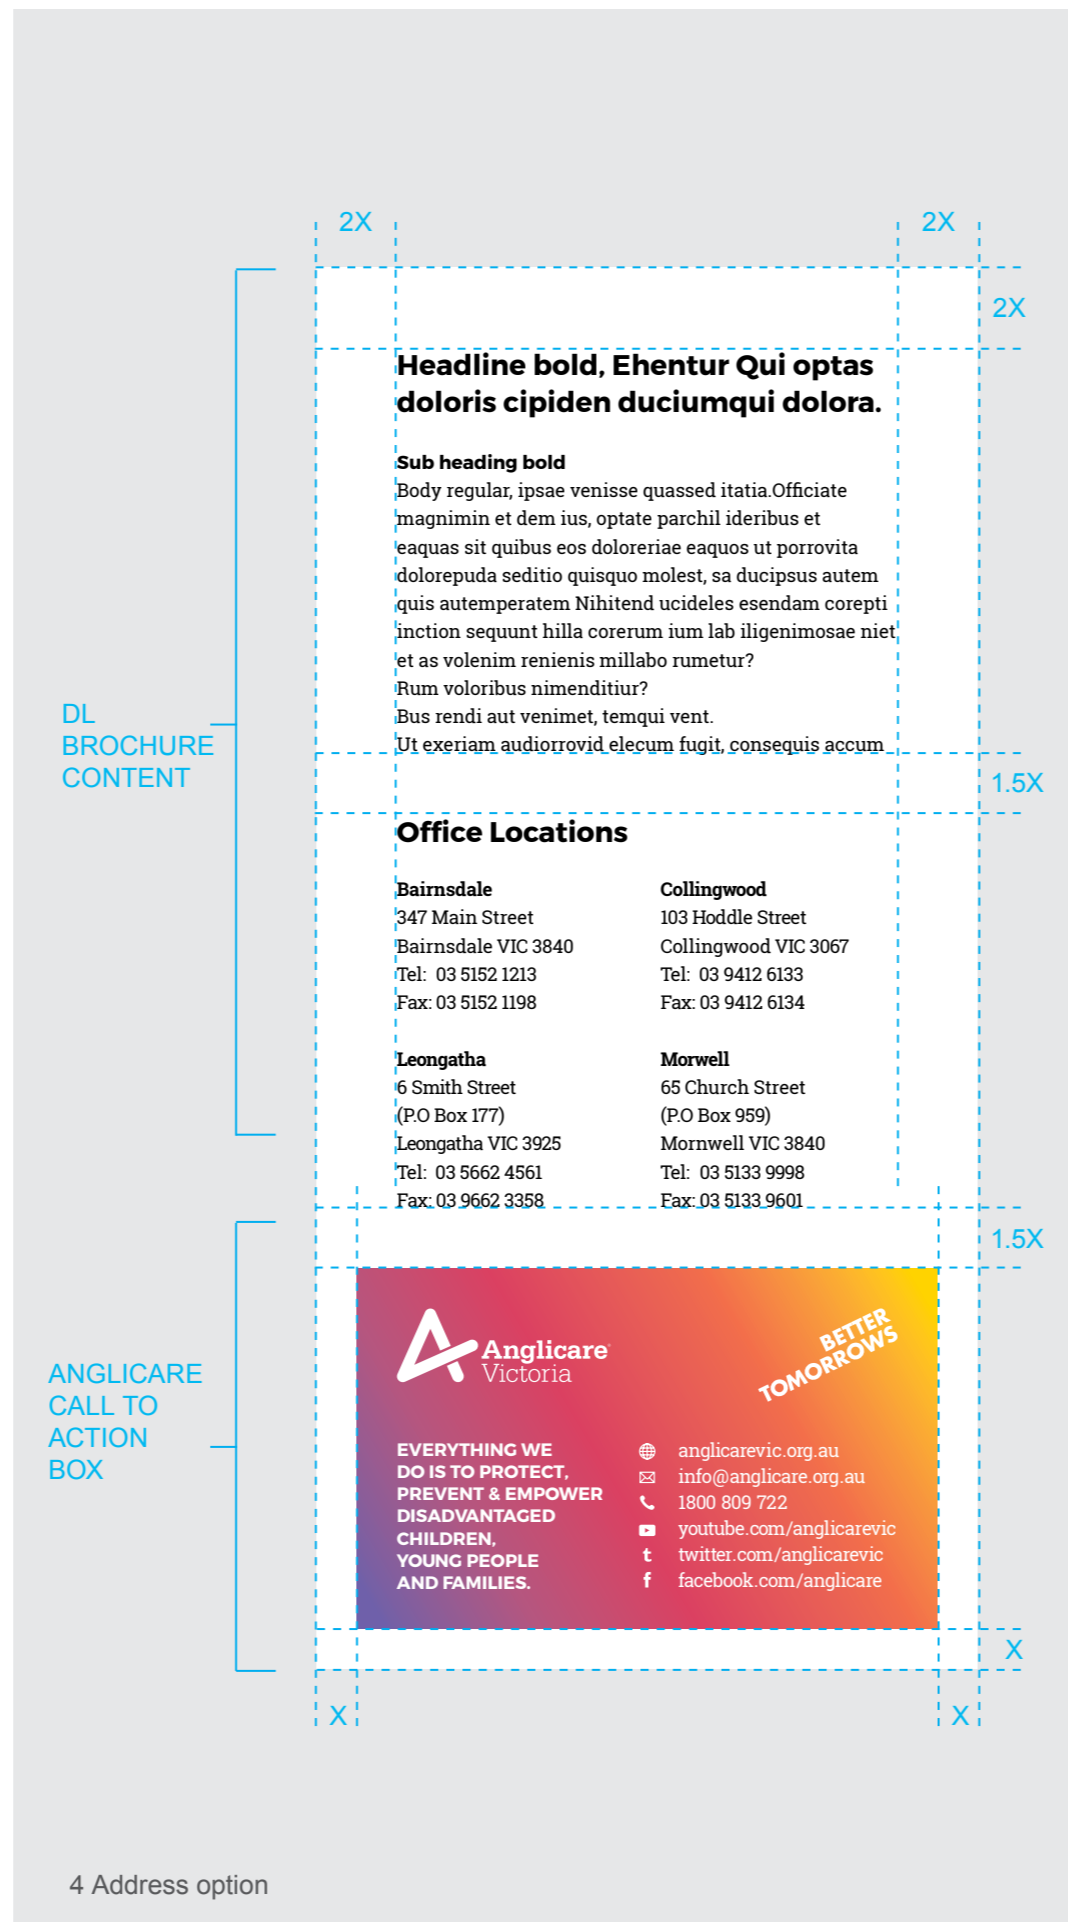 2X
2X
2X
Headline bold, Ehentur Qui optas
doloris cipiden duciumqui dolora.
Sub heading bold
Body regular, ipsae venisse quassed itatia.Officiate
magnimin et dem ius, optate parchil ideribus et
eaquas sit quibus eos doloreriae eaquos ut porrovita
dolorepuda seditio quisquo molest, sa ducipsus autem
quis autemperatem Nihitend ucideles esendam corepti
inction sequunt hilla corerum ium lab iligenimosae niet
et as volenim renienis millabo rumetur?
Rum voloribus nimenditiur?
Bus rendi aut venimet, temqui vent.
Ut exeriam audiorrovid elecum fugit, consequis accum
DL
BROCHURE
CONTENT
1.5X
Office Locations
Bairnsdale
347 Main Street
Bairnsdale VIC 3840
Tel: 03 5152 1213
Fax: 03 5152 1198
Collingwood
103 Hoddle Street
Collingwood VIC 3067
Tel: 03 9412 6133
Fax: 03 9412 6134
Leongatha
6 Smith Street
(P.O Box 177)
Leongatha VIC 3925
Tel: 03 5662 4561
Fax: 03 9662 3358
Morwell
65 Church Street
(P.O Box 959)
Mornwell VIC 3840
Tel: 03 5133 9998
Fax: 03 5133 9601
1.5X
ANGLICARE
CALL TO
ACTION
BOX
Anglicare
Victoria
BETTER
TOMORROWS
EVERYTHING WE
DO IS TO PROTECT,
PREVENT & EMPOWER
DISADVANTAGED
CHILDREN,
YOUNG PEOPLE
AND FAMILIES.
anglicarevic.org.au
info@anglicare.org.au
1800 809 722
youtube.com/anglicarevic
twitter.com/anglicarevic
facebook.com/anglicare
X
X
X
4 Address option